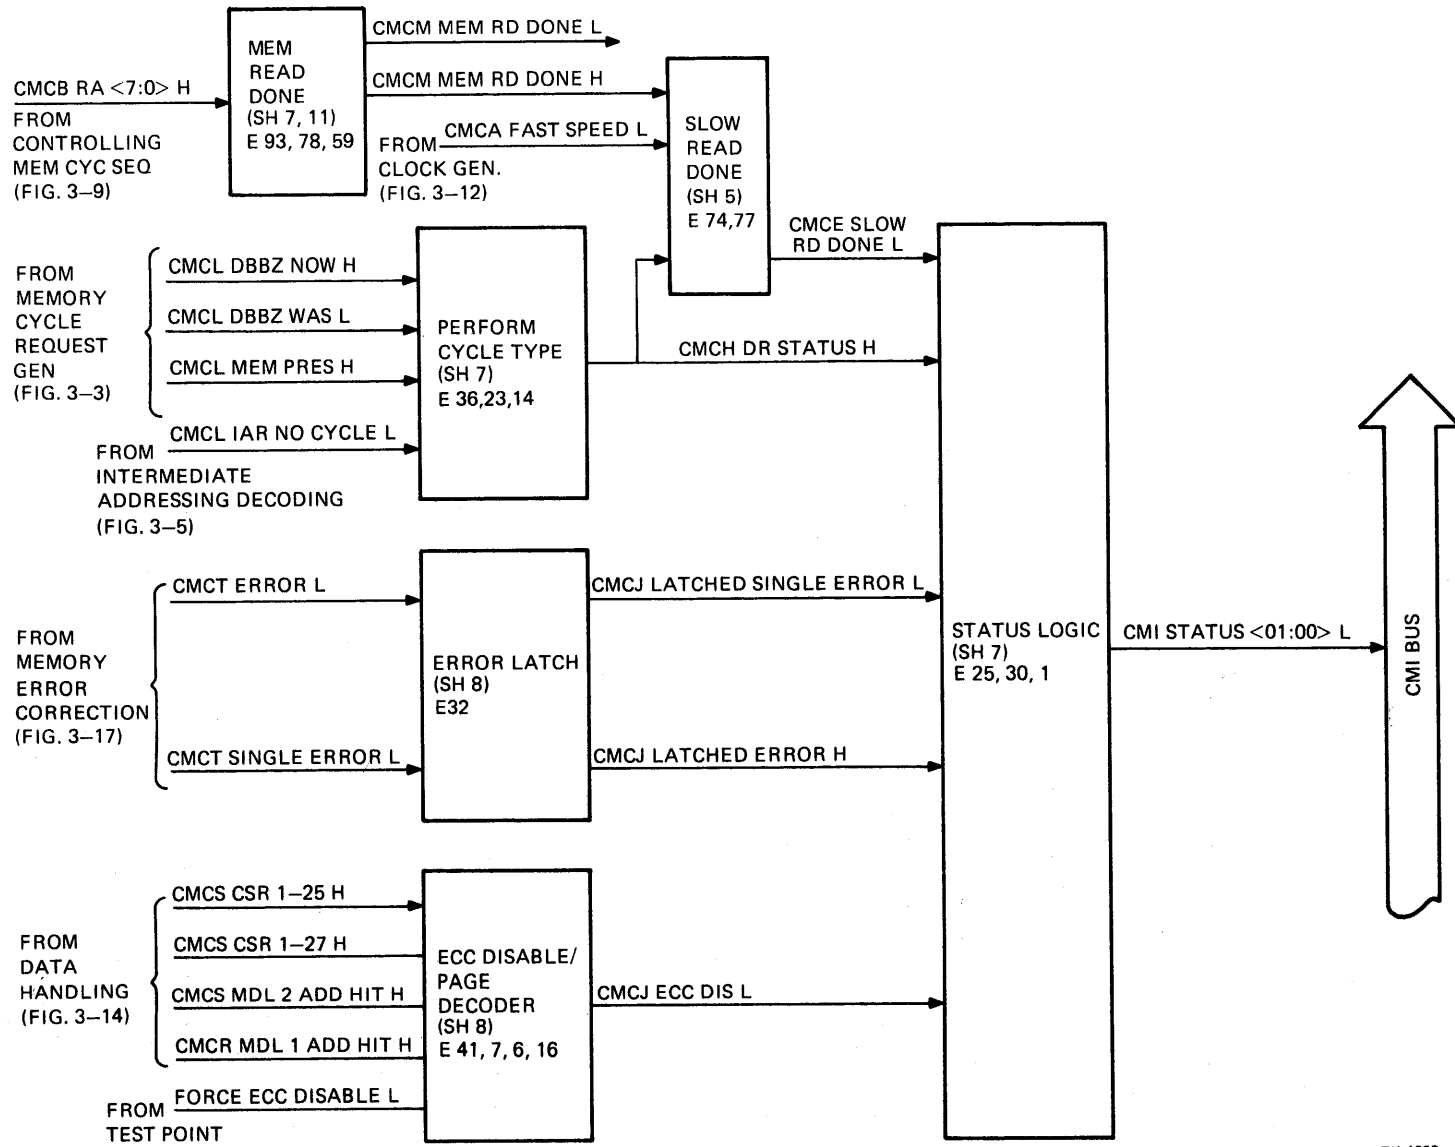 CMCB RA <7:0> H
FROM
CONTROLLING
MEM CYC SEQ
(FIG. 3–9)
MEM
READ
DONE
(SH 7, 11)
E 93, 78, 59
CMCM MEM RD DONE L
CMCM MEM RD DONE H
FROM
CLOCK GEN.
(FIG. 3–12)
CMCA FAST SPEED L
SLOW
READ
DONE
(SH 5)
E 74,77
CMCE SLOW
RD DONE L
FROM
MEMORY
CYCLE
REQUEST
GEN
(FIG. 3–3)
CMCL DBBZ NOW H
CMCL DBBZ WAS L
CMCL MEM PRES H
CMCL IAR NO CYCLE L
FROM
INTERMEDIATE
ADDRESSING DECODING
(FIG. 3–5)
PERFORM
CYCLE TYPE
(SH 7)
E 36,23,14
CMCH DR STATUS H
FROM
MEMORY
ERROR
CORRECTION
(FIG. 3–17)
CMCT ERROR L
CMCT SINGLE ERROR L
ERROR LATCH
(SH 8)
E32
CMCJ LATCHED SINGLE ERROR L
CMCJ LATCHED ERROR H
FROM
DATA
HANDLING
(FIG. 3–14)
CMCS CSR 1–25 H
CMCS CSR 1–27 H
CMCS MDL 2 ADD HIT H
CMCR MDL 1 ADD HIT H
FORCE ECC DISABLE L
FROM
TEST POINT
ECC DISABLE/
PAGE
DECODER
(SH 8)
E 41, 7, 6, 16
CMCJ ECC DIS L
STATUS LOGIC
(SH 7)
E 25, 30, 1
CMI STATUS <01:00> L
CMI BUS